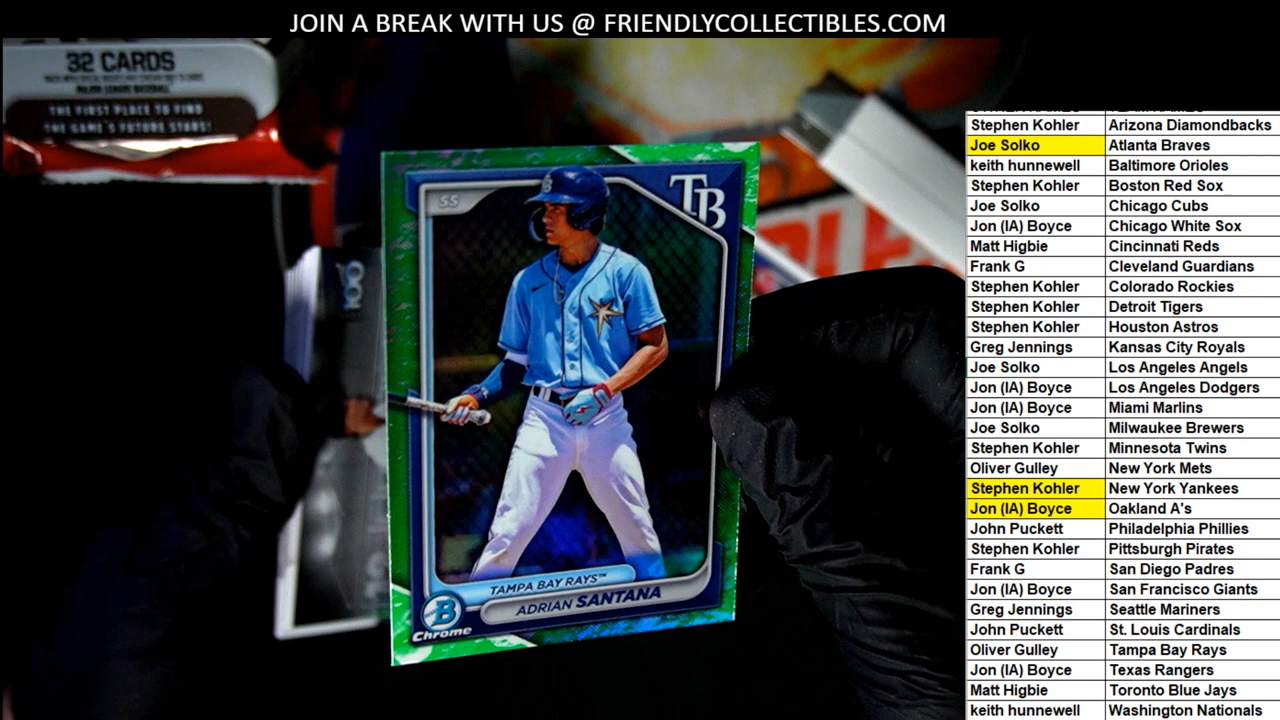 JOIN A BREAK WITH US @ FRIENDLYCOLLECTIBLES.COM
32 CARDS
MAJOR LEAGUE BASEBALL
THE FIRST PLACE TO FIND
THE GAME'S FUTURE STARS!
SS
TB
TAMPA BAY RAYS™
ADRIAN SANTANA
B
Chrome
Stephen Kohler Arizona Diamondbacks
Joe Solko Atlanta Braves
keith hunnewell Baltimore Orioles
Stephen Kohler Boston Red Sox
Joe Solko Chicago Cubs
Jon (IA) Boyce Chicago White Sox
Matt Higbie Cincinnati Reds
Frank G Cleveland Guardians
Stephen Kohler Colorado Rockies
Stephen Kohler Detroit Tigers
Stephen Kohler Houston Astros
Greg Jennings Kansas City Royals
Joe Solko Los Angeles Angels
Jon (IA) Boyce Los Angeles Dodgers
Jon (IA) Boyce Miami Marlins
Joe Solko Milwaukee Brewers
Stephen Kohler Minnesota Twins
Oliver Gulley New York Mets
Stephen Kohler New York Yankees
Jon (IA) Boyce Oakland A's
John Puckett Philadelphia Phillies
Stephen Kohler Pittsburgh Pirates
Frank G San Diego Padres
Jon (IA) Boyce San Francisco Giants
Greg Jennings Seattle Mariners
John Puckett St. Louis Cardinals
Oliver Gulley Tampa Bay Rays
Jon (IA) Boyce Texas Rangers
Matt Higbie Toronto Blue Jays
keith hunnewell Washington Nationals